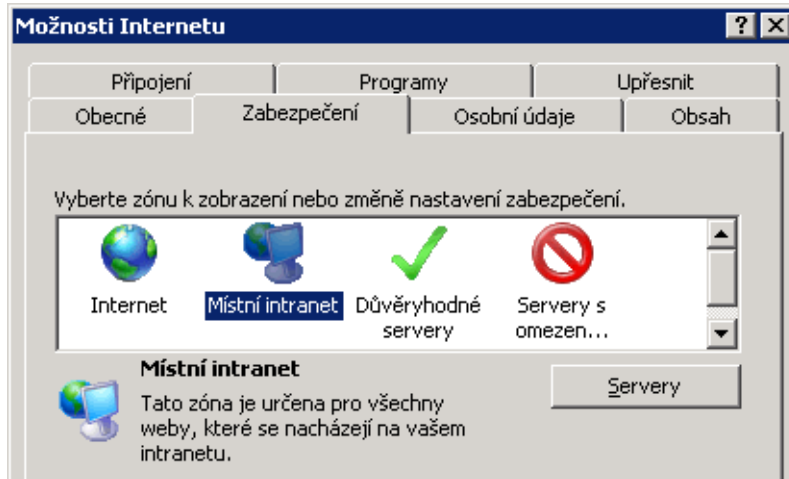 Možnosti Internetu
Připojení Programy Upřesnit
Obecné Zabezpečení Osobní údaje Obsah
Vyberte zónu k zobrazení nebo změně nastavení zabezpečení.
Internet Místní intranet Důvěryhodné servery Servery s omezen...
Místní intranet
Servery
Tato zóna je určena pro všechny
weby, které se nacházejí na vašem
intranetu.